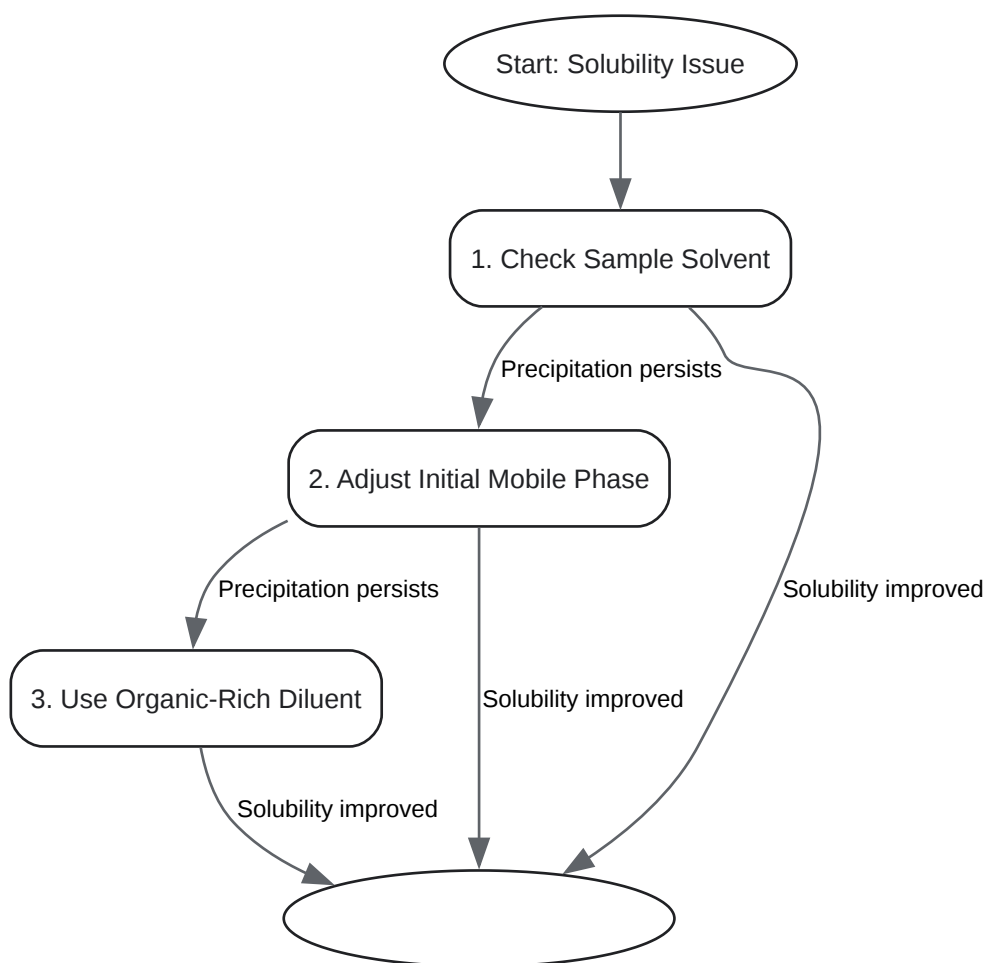 Start: Solubility Issue
1. Check Sample Solvent
Precipitation persists
2. Adjust Initial Mobile Phase
Precipitation persists
Solubility improved
3. Use Organic-Rich Diluent
Solubility improved
Solubility improved